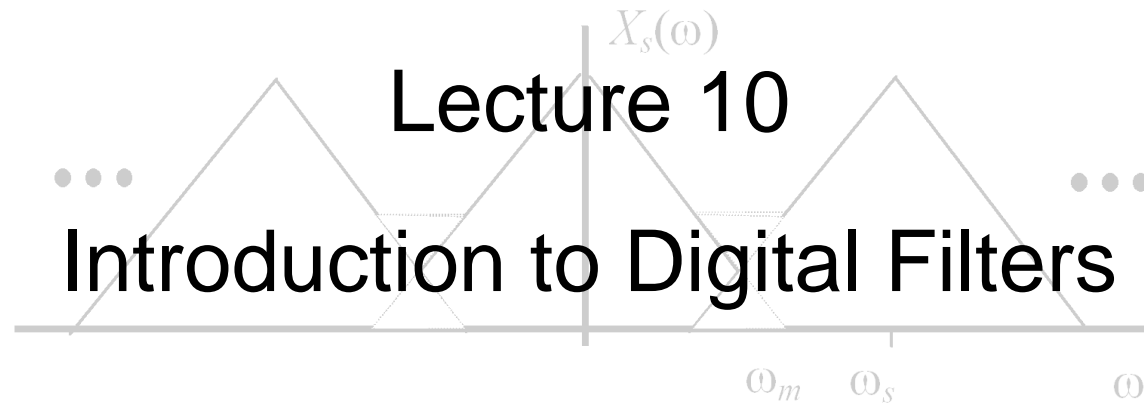 X_s(ω)
Lecture 10
Introduction to Digital Filters
ω_m ω_s ω